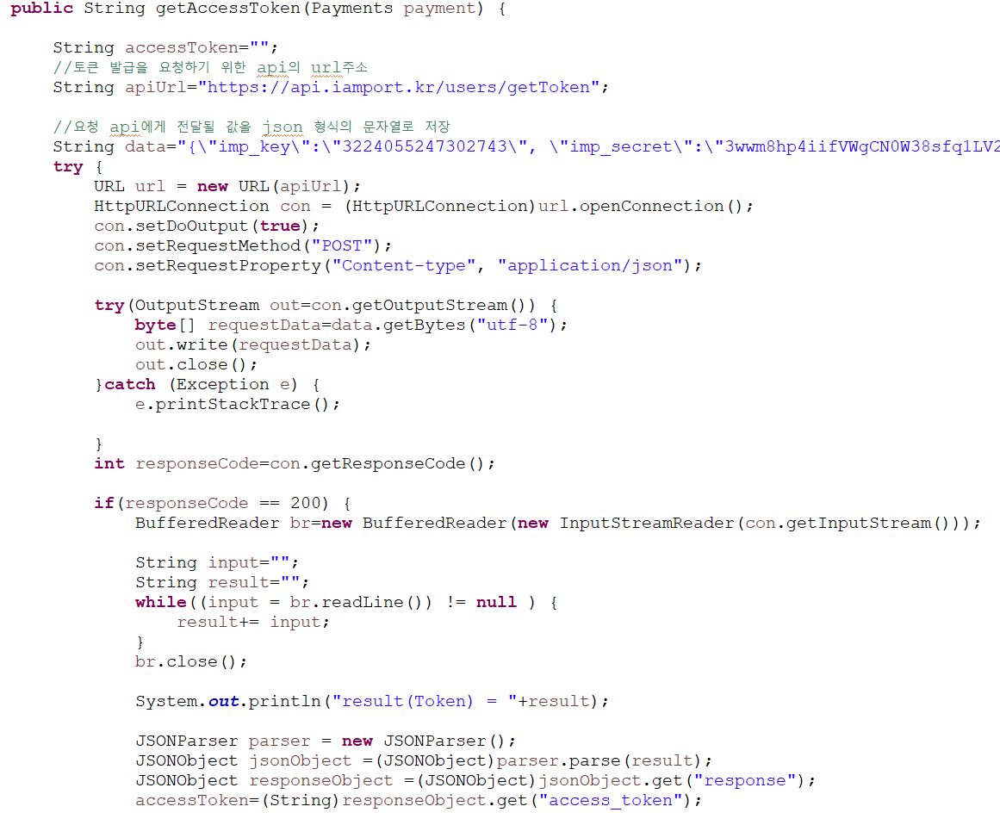 public String getAccessToken(Payments payment) {
String accessToken="";
//토큰 발급을 요청하기 위한 api의 url주소
String apiUrl="https://api.iamport.kr/users/getToken";
//요청 api에게 전달될 값을 json 형식의 문자열로 저장
String data="{\"imp_key\":\"3224055247302743\", \"imp_secret\":\"3wwm8hp4iifVWgCN0W38sfq1LV2
try {
URL url = new URL(apiUrl);
HttpURLConnection con = (HttpURLConnection)url.openConnection();
con.setDoOutput(true);
con.setRequestMethod("POST");
con.setRequestProperty("Content-type", "application/json");
try(OutputStream out=con.getOutputStream()) {
byte[] requestData=data.getBytes("utf-8");
out.write(requestData);
out.close();
}catch (Exception e) {
e.printStackTrace();
}
int responseCode=con.getResponseCode();
if(responseCode == 200) {
BufferedReader br=new BufferedReader(new InputStreamReader(con.getInputStream()));
String input="";
String result="";
while((input = br.readLine()) != null ) {
result+= input;
}
br.close();
System.out.println("result(Token) = "+result);
JSONParser parser = new JSONParser();
JSONObject jsonObject =(JSONObject)parser.parse(result);
JSONObject responseObject =(JSONObject)jsonObject.get("response");
accessToken=(String)responseObject.get("access_token");